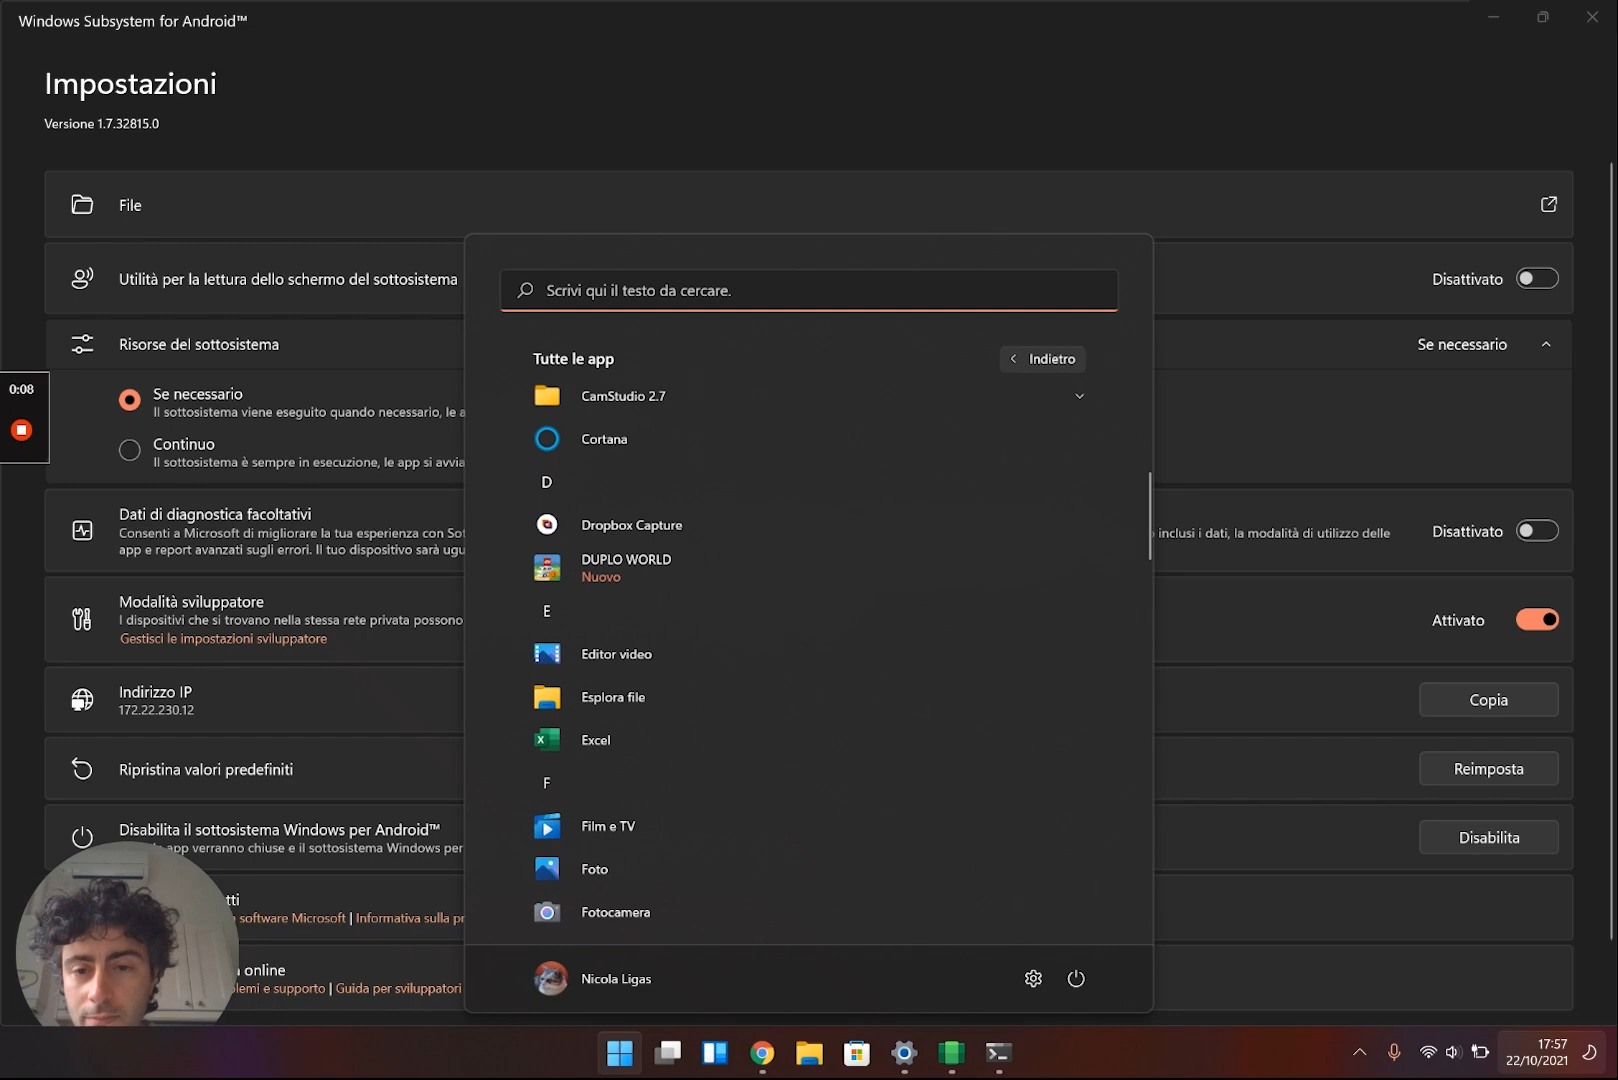 Windows Subsystem for Android™
Impostazioni
Versione 1.7.32815.0
File
Utilità per la lettura dello schermo del sottosistema
Disattivato
Risorse del sottosistema
Se necessario
0:08
Se necessario
Il sottosistema viene eseguito quando necessario, le a
Continuo
Il sottosistema è sempre in esecuzione, le app si avvia
Dati di diagnostica facoltativi
Consenti a Microsoft di migliorare la tua esperienza con Sot
inclusi i dati, la modalità di utilizzo delle
app e report avanzati sugli errori. Il tuo dispositivo sarà ugu
Disattivato
Modalità sviluppatore
I dispositivi che si trovano nella stessa rete privata possono
Gestisci le impostazioni sviluppatore
Attivato
Indirizzo IP
172.22.230.12
Copia
Ripristina valori predefiniti
Reimposta
Disabilita il sottosistema Windows per Android™
app verranno chiuse e il sottosistema Windows per
Disabilita
tti
software Microsoft | Informativa sulla pr
online
lemi e supporto | Guida per sviluppatori
Scrivi qui il testo da cercare.
Tutte le app
Indietro
CamStudio 2.7
Cortana
D
Dropbox Capture
DUPLO WORLD
Nuovo
E
Editor video
Esplora file
Excel
F
Film e TV
Foto
Fotocamera
Nicola Ligas
17:57
22/10/2021